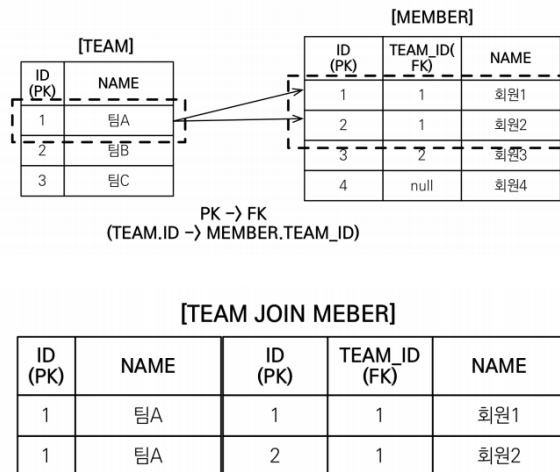 [TEAM]
ID
(PK)
NAME
1 팀A
2 팀B
3 팀C
[MEMBER]
ID
(PK)
TEAM_ID(
FK)
NAME
1 1 회원1
2 1 회원2
3 2 회원3
4 null 회원4
PK -> FK
(TEAM.ID -> MEMBER.TEAM_ID)
[TEAM JOIN MEBER]
ID
(PK)
NAME
ID
(PK)
TEAM_ID
(FK)
NAME
1 팀A 1 1 회원1
1 팀A 2 1 회원2